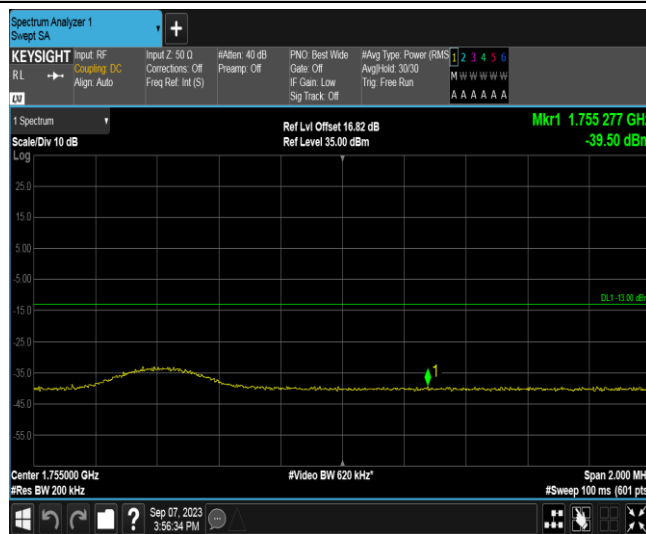 Spectrum Analyzer 1
Swept SA
KEYSIGHT
RL
Input: RF
Coupling: DC
Align: Auto
Input Z: 50 Ω
Corrections: Off
Freq Ref: Int (S)
#Atten: 40 dB
Preamp: Off
PNO: Best Wide
Gate: Off
IF Gain: Low
Sig Track: Off
#Avg Type: Power (RMS
Avg|Hold: 30/30
Trig: Free Run
1 2 3 4 5 6
M W W W W W
A A A A A A
LXI
1 Spectrum
Scale/Div 10 dB
Log
Ref Lvl Offset 16.82 dB
Ref Level 35.00 dBm
Mkr1 1.755 277 GHz
-39.50 dBm
25.0
15.0
5.00
-5.00
DL1 -13.00 dBm
-15.0
-25.0
-35.0
1
-45.0
-55.0
Center 1.755000 GHz
#Res BW 200 kHz
#Video BW 620 kHz*
Span 2.000 MH
#Sweep 100 ms (601 pts
?
Sep 07, 2023
3:56:34 PM